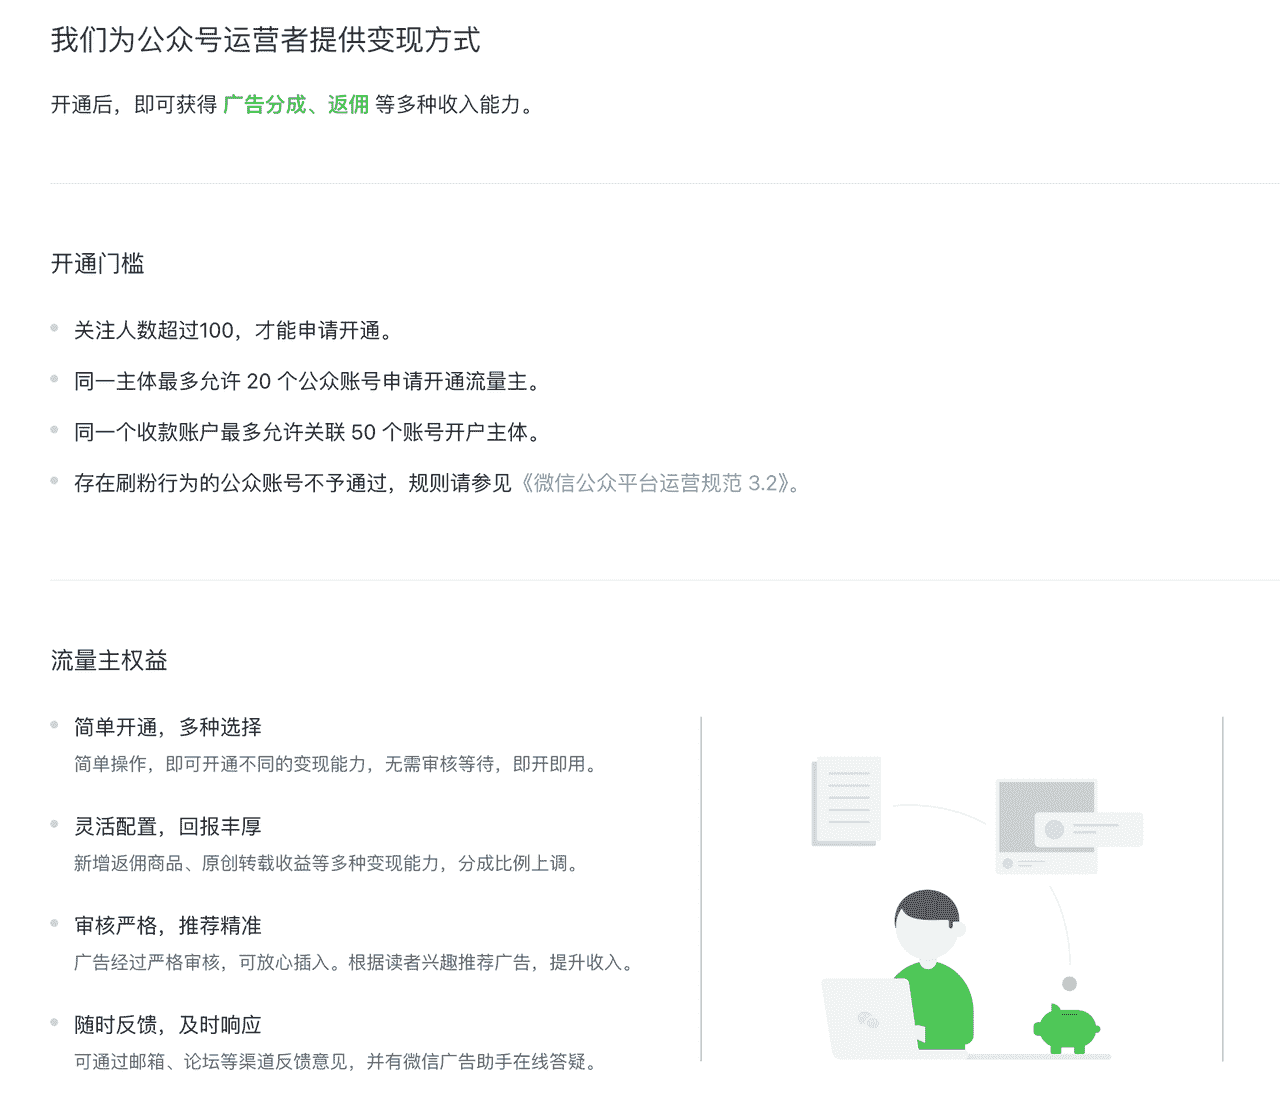 我们为公众号运营者提供变现方式
开通后，即可获得 广告分成、返佣 等多种收入能力。
开通门槛
关注人数超过100，才能申请开通。
同一主体最多允许 20 个公众账号申请开通流量主。
同一个收款账户最多允许关联 50 个账号开户主体。
存在刷粉行为的公众账号不予通过，规则请参见《微信公众平台运营规范 3.2》。
流量主权益
简单开通，多种选择
简单操作，即可开通不同的变现能力，无需审核等待，即开即用。
灵活配置，回报丰厚
新增返佣商品、原创转载收益等多种变现能力，分成比例上调。
审核严格，推荐精准
广告经过严格审核，可放心插入。根据读者兴趣推荐广告，提升收入。
随时反馈，及时响应
可通过邮箱、论坛等渠道反馈意见，并有微信广告助手在线答疑。